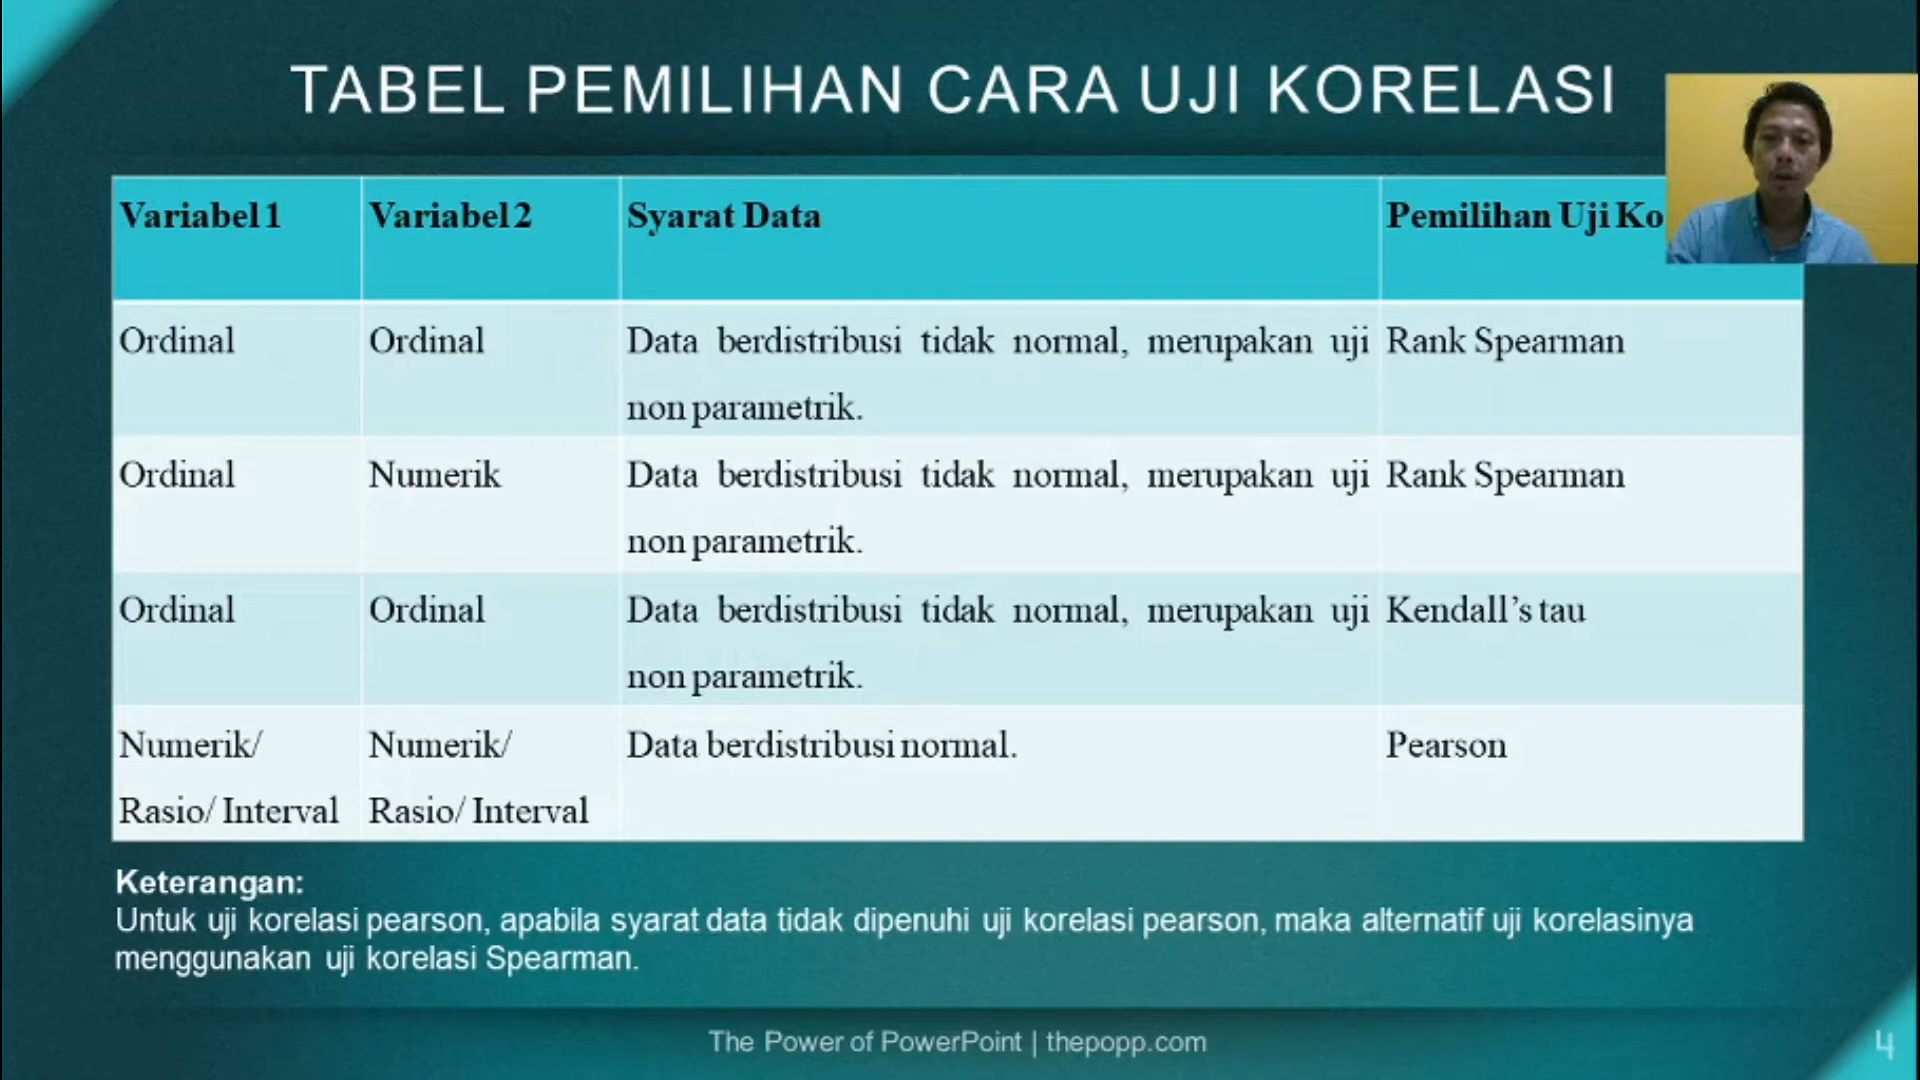 TABEL PEMILIHAN CARA UJI KORELASI
Variabel 1 Variabel 2 Syarat Data Pemilihan Uji Ko
Ordinal Ordinal Data berdistribusi tidak normal, merupakan uji Rank Spearman
non parametrik.
Ordinal Numerik Data berdistribusi tidak normal, merupakan uji Rank Spearman
non parametrik.
Ordinal Ordinal Data berdistribusi tidak normal, merupakan uji Kendall’s tau
non parametrik.
Numerik/ Numerik/ Data berdistribusi normal. Pearson
Rasio/ Interval Rasio/ Interval
Keterangan:
Untuk uji korelasi pearson, apabila syarat data tidak dipenuhi uji korelasi pearson, maka alternatif uji korelasinya
menggunakan uji korelasi Spearman.
The Power of PowerPoint | thepopp.com
4